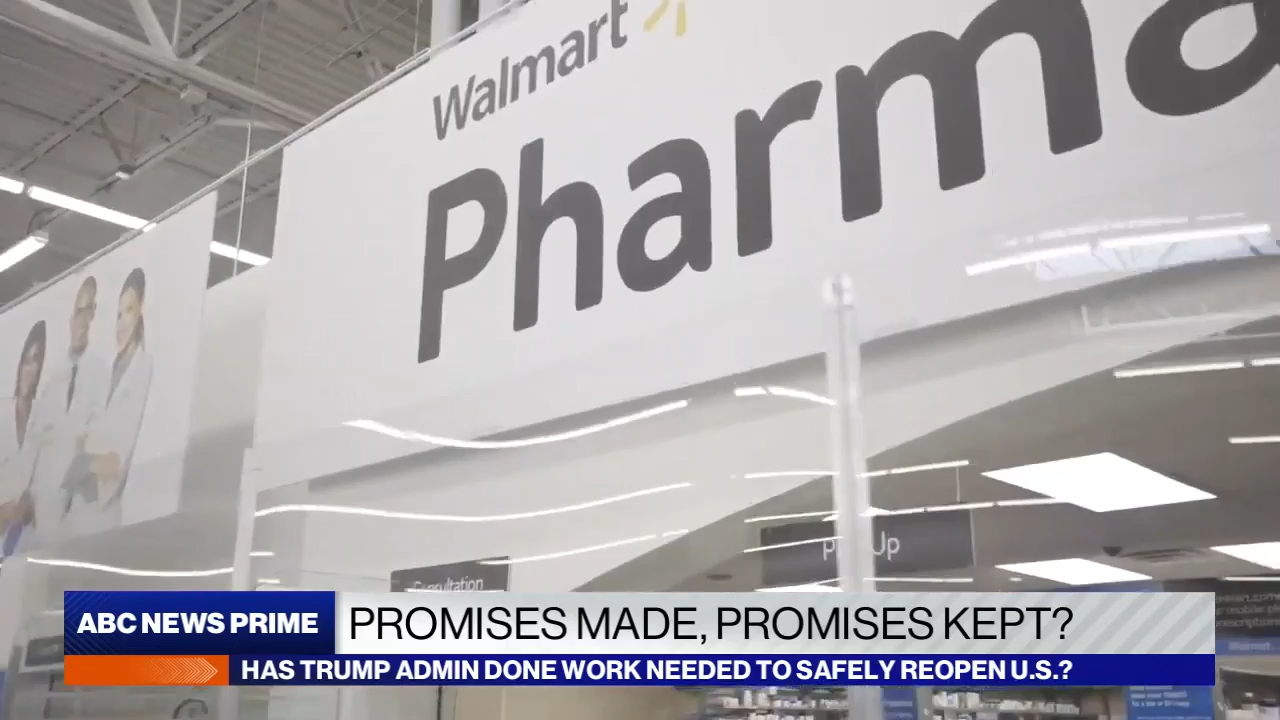 Walmart
Pharma
Consultation
Pick Up
ABC NEWS PRIME
PROMISES MADE, PROMISES KEPT?
HAS TRUMP ADMIN DONE WORK NEEDED TO SAFELY REOPEN U.S.?